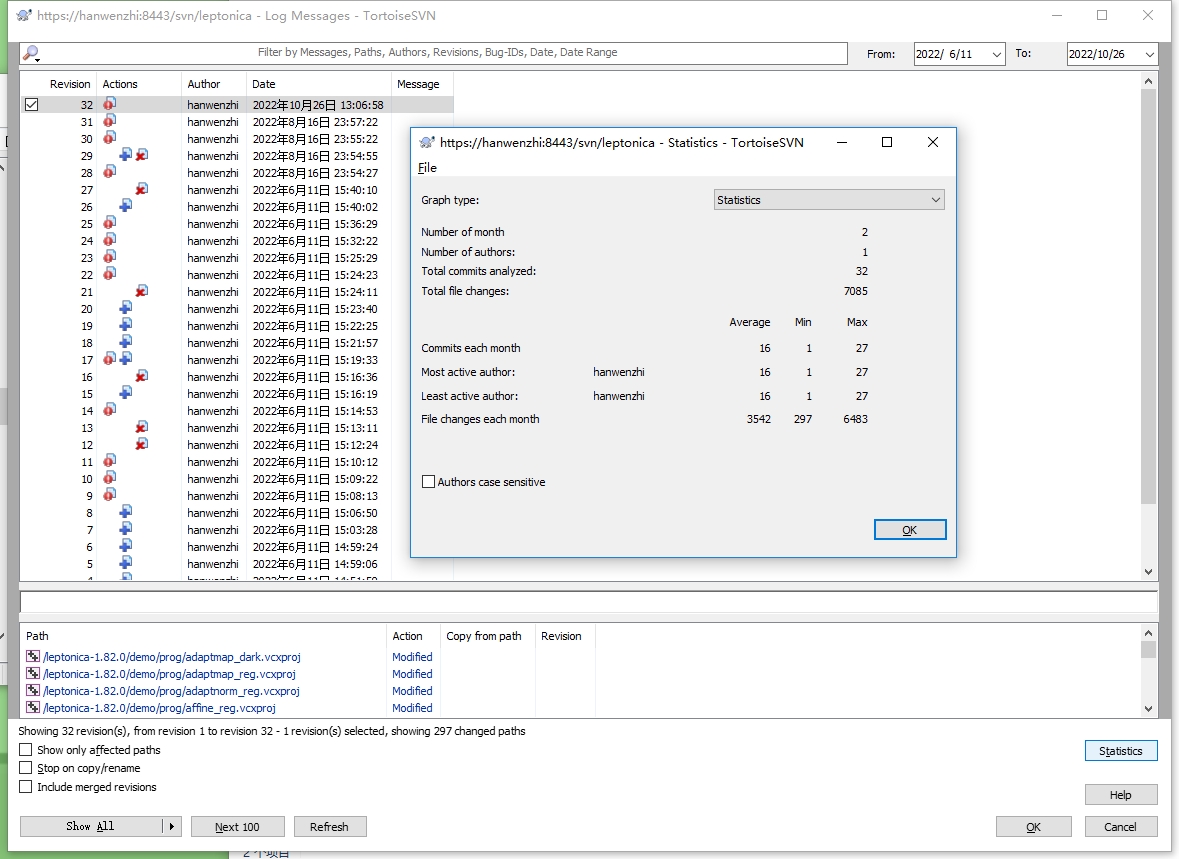 https://hanwenzhi:8443/svn/leptonica - Log Messages - TortoiseSVN
Filter by Messages, Paths, Authors, Revisions, Bug-IDs, Date, Date Range
From: 2022/ 6/11 To: 2022/10/26
Revision Actions Author Date Message
32 hanwenzhi 2022年10月26日 13:06:58
31 hanwenzhi 2022年8月16日 23:57:22
30 hanwenzhi 2022年8月16日 23:55:22
29 hanwenzhi 2022年8月16日 23:54:55
28 hanwenzhi 2022年8月16日 23:54:27
27 hanwenzhi 2022年6月11日 15:40:10
26 hanwenzhi 2022年6月11日 15:40:02
25 hanwenzhi 2022年6月11日 15:36:29
24 hanwenzhi 2022年6月11日 15:32:22
23 hanwenzhi 2022年6月11日 15:25:29
22 hanwenzhi 2022年6月11日 15:24:23
21 hanwenzhi 2022年6月11日 15:24:11
20 hanwenzhi 2022年6月11日 15:23:40
19 hanwenzhi 2022年6月11日 15:22:25
18 hanwenzhi 2022年6月11日 15:21:57
17 hanwenzhi 2022年6月11日 15:19:33
16 hanwenzhi 2022年6月11日 15:16:36
15 hanwenzhi 2022年6月11日 15:16:19
14 hanwenzhi 2022年6月11日 15:14:53
13 hanwenzhi 2022年6月11日 15:13:11
12 hanwenzhi 2022年6月11日 15:12:24
11 hanwenzhi 2022年6月11日 15:10:12
10 hanwenzhi 2022年6月11日 15:09:22
9 hanwenzhi 2022年6月11日 15:08:13
8 hanwenzhi 2022年6月11日 15:06:50
7 hanwenzhi 2022年6月11日 15:03:28
6 hanwenzhi 2022年6月11日 14:59:24
5 hanwenzhi 2022年6月11日 14:59:06
https://hanwenzhi:8443/svn/leptonica - Statistics - TortoiseSVN
File
Graph type: Statistics
Number of month 2
Number of authors: 1
Total commits analyzed: 32
Total file changes: 7085
Average Min Max
Commits each month 16 1 27
Most active author: hanwenzhi 16 1 27
Least active author: hanwenzhi 16 1 27
File changes each month 3542 297 6483
Authors case sensitive
OK
Path Action Copy from path Revision
/leptonica-1.82.0/demo/prog/adaptmap_dark.vcxproj Modified
/leptonica-1.82.0/demo/prog/adaptmap_reg.vcxproj Modified
/leptonica-1.82.0/demo/prog/adaptnorm_reg.vcxproj Modified
/leptonica-1.82.0/demo/prog/affine_reg.vcxproj Modified
Showing 32 revision(s), from revision 1 to revision 32 - 1 revision(s) selected, showing 297 changed paths
Show only affected paths
Statistics
Stop on copy/rename
Include merged revisions
Help
Show All Next 100 Refresh OK Cancel